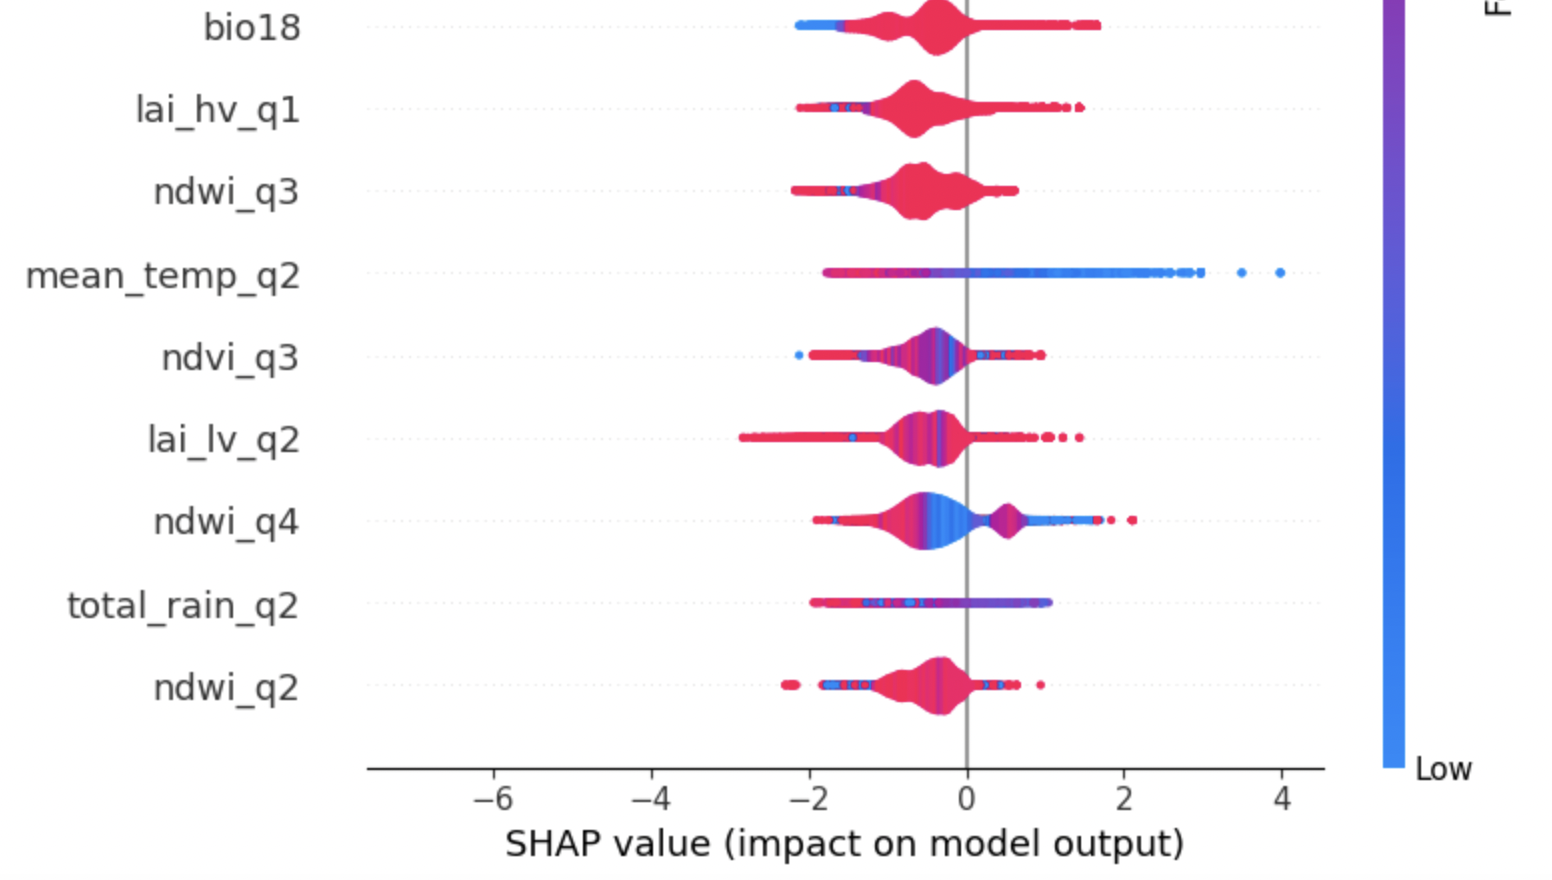 bio18
lai_hv_q1
ndwi_q3
mean_temp_q2
ndvi_q3
lai_lv_q2
ndwi_q4
total_rain_q2
ndwi_q2
Low
−6 −4 −2 0 2 4
SHAP value (impact on model output)